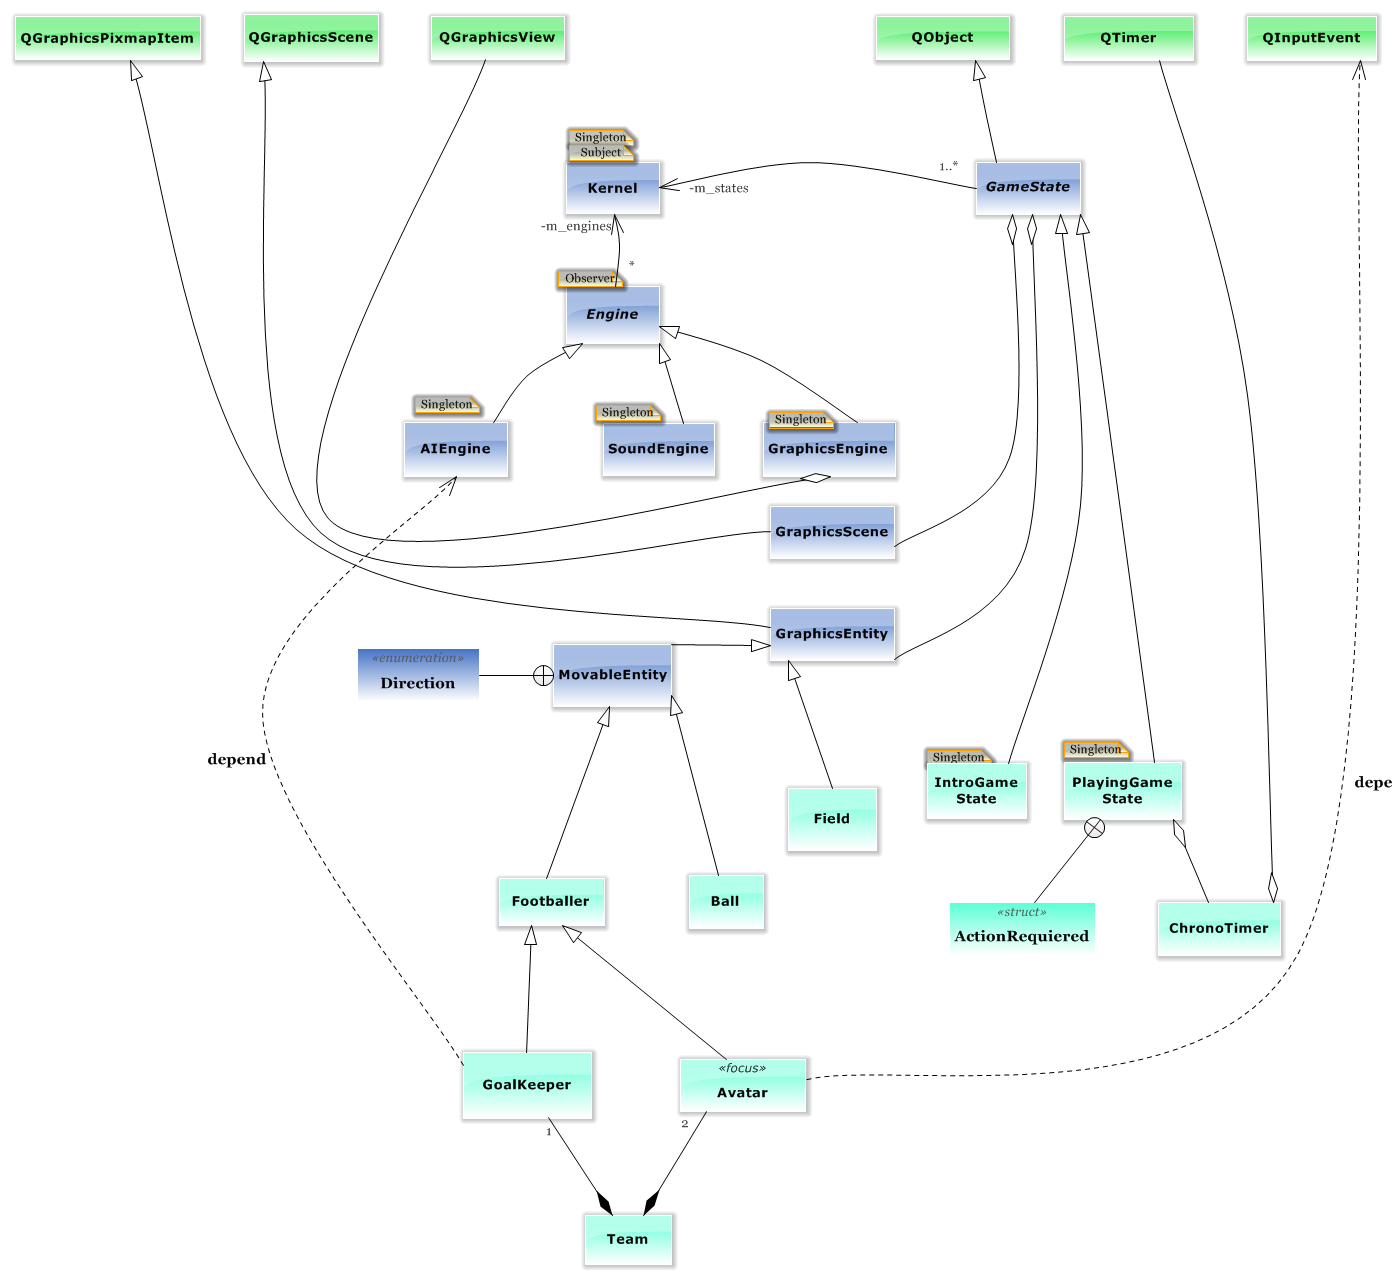 QGraphicsPixmapItem
QGraphicsScene
QGraphicsView
QObject
QTimer
QInputEvent
Singleton
Subject
Kernel
-m_states
1..*
GameState
-m_engines
*
Observer
Engine
Singleton
AIEngine
Singleton
SoundEngine
Singleton
GraphicsEngine
GraphicsScene
GraphicsEntity
«enumeration»
Direction
MovableEntity
depend
Singleton
IntroGame
State
Singleton
PlayingGame
State
depe
Field
Footballer
Ball
«struct»
ActionRequiered
ChronoTimer
GoalKeeper
«focus»
Avatar
1
2
Team